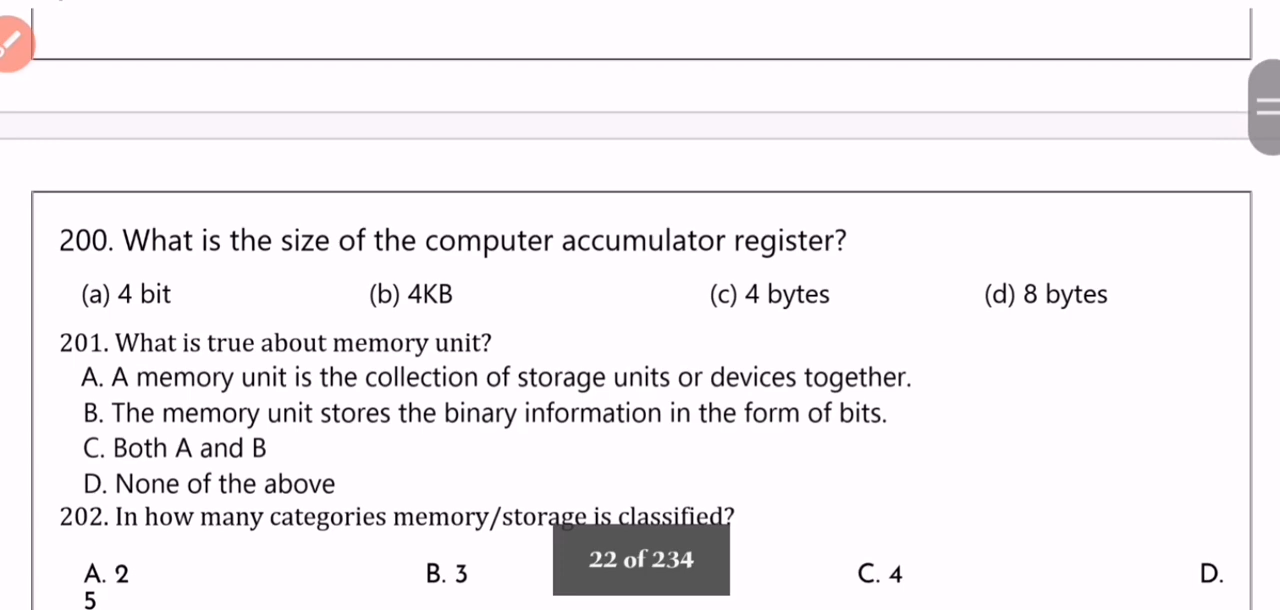 200. What is the size of the computer accumulator register?
(a) 4 bit (b) 4KB (c) 4 bytes (d) 8 bytes
201. What is true about memory unit?
A. A memory unit is the collection of storage units or devices together.
B. The memory unit stores the binary information in the form of bits.
C. Both A and B
D. None of the above
202. In how many categories memory/storage is classified?
22 of 234
A. 2 B. 3 C. 4 D.
5